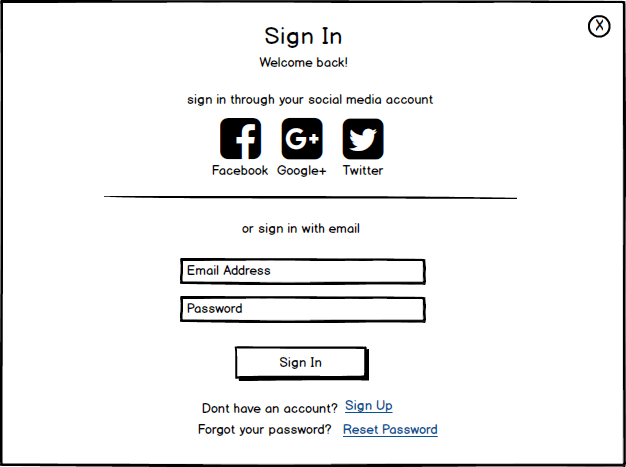 X
Sign In
Welcome back!
sign in through your social media account
Facebook Google+ Twitter
or sign in with email
Email Address
Password
Sign In
Dont have an account? Sign Up
Forgot your password? Reset Password